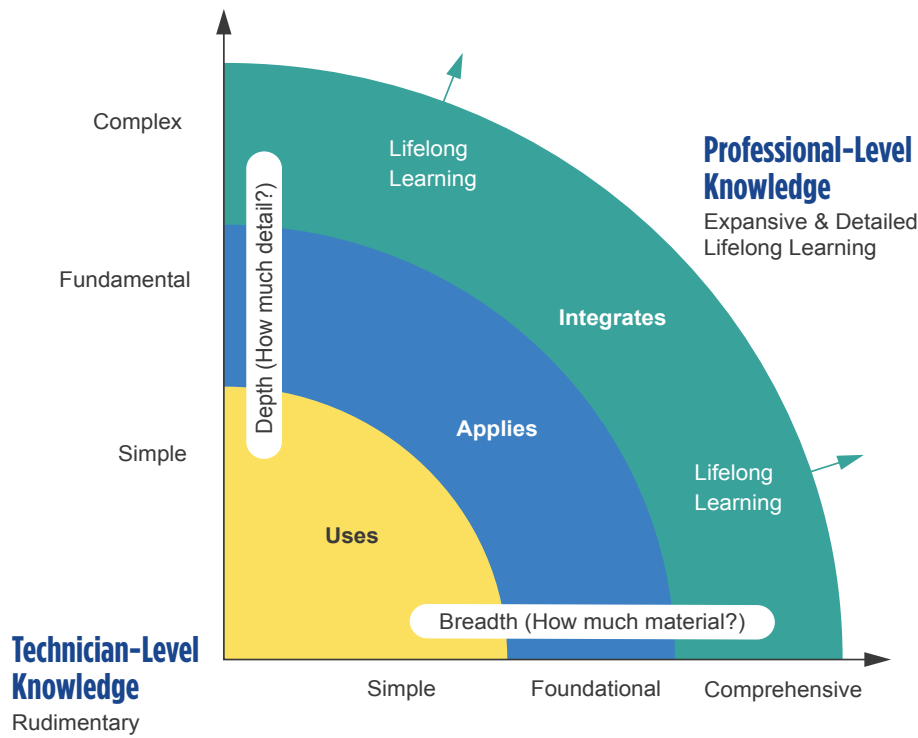 Complex
Lifelong
Learning
Professional-Level
Knowledge
Expansive & Detailed
Lifelong Learning
Depth (How much detail?)
Fundamental
Integrates
Applies
Simple
Lifelong
Learning
Uses
Breadth (How much material?)
Technician-Level
Knowledge
Rudimentary
Simple
Foundational
Comprehensive